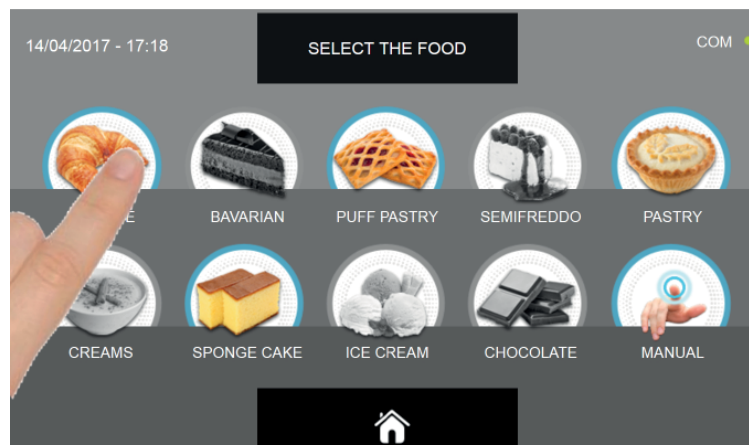 14/04/2017 - 17:18
SELECT THE FOOD
COM
BAVARIAN
PUFF PASTRY
SEMIFREDDO
PASTRY
CREAMS
SPONGE CAKE
ICE CREAM
CHOCOLATE
MANUAL